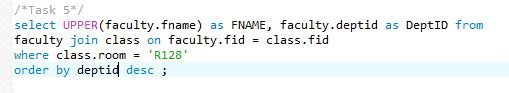 /*Task 5*/
select UPPER(faculty.fname) as FNAME, faculty.deptid as DeptID from
faculty join class on faculty.fid = class.fid
where class.room = 'R128'
order by deptid desc ;